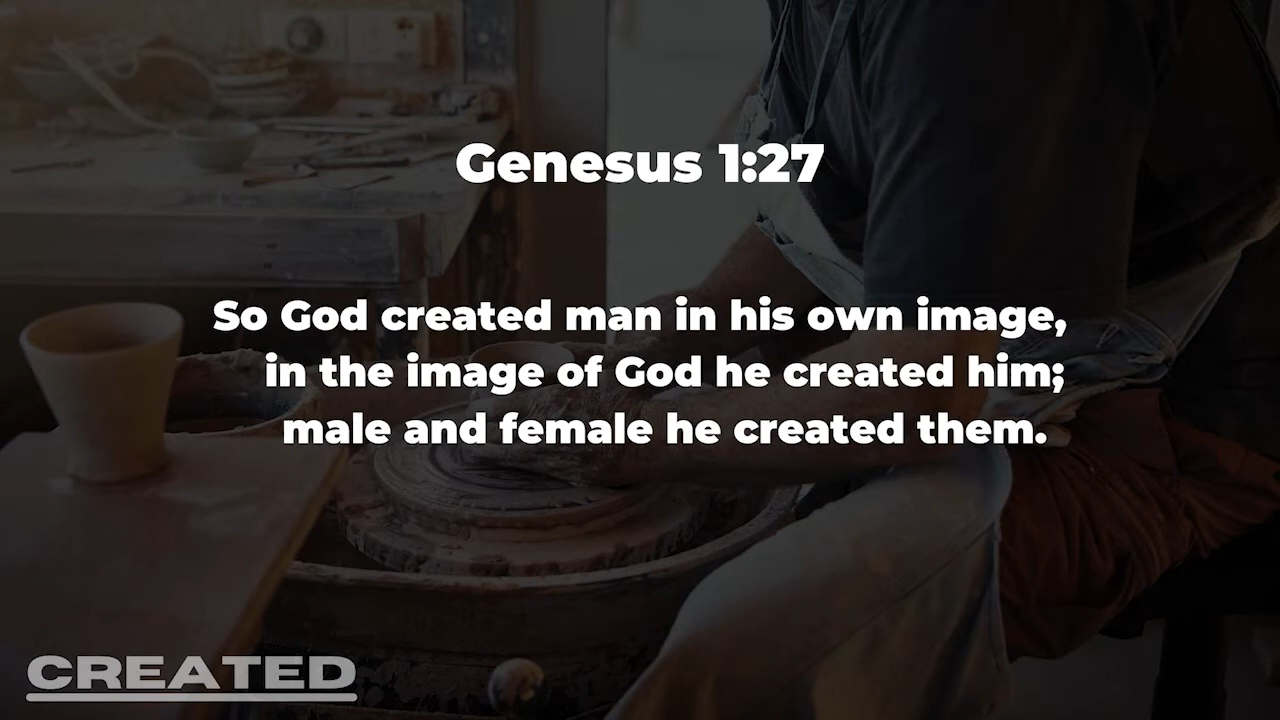 Genesus 1:27
So God created man in his own image,
in the image of God he created him;
male and female he created them.
CREATED